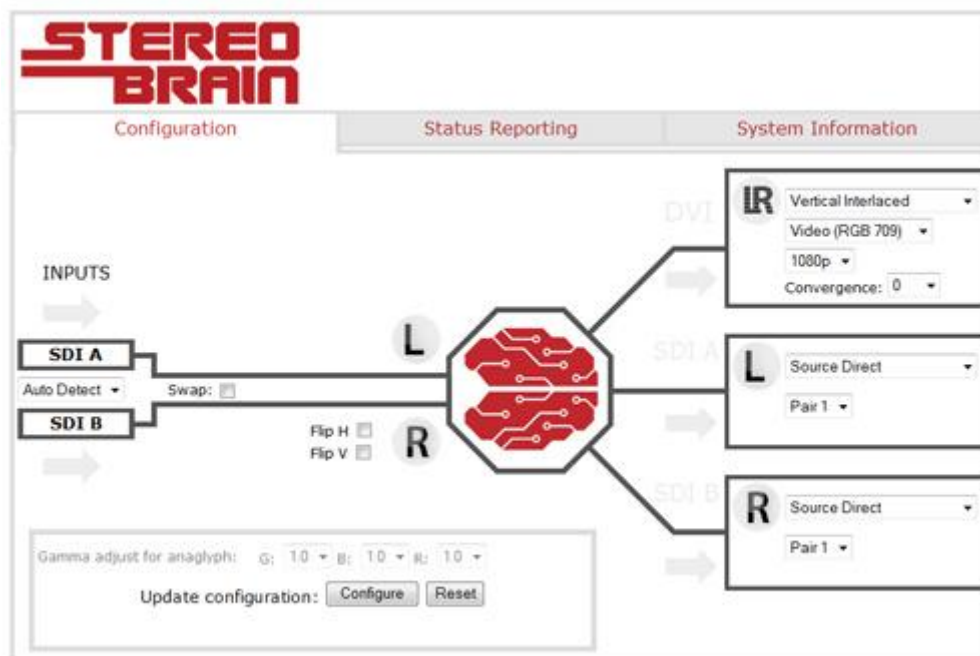 STEREO
BRAIN
Configuration
Status Reporting
System Information
INPUTS
SDI A
Auto Detect
Swap:
SDI B
L
R
Flip H
Flip V
DVI
LR
Vertical Interlaced
Video (RGB 709)
1080p
Convergence: 0
SDI A
L
Source Direct
Pair 1
SDI B
R
Source Direct
Pair 1
Gamma adjust for anaglyph: G: 1.0 B: 1.0 R: 1.0
Update configuration: Configure Reset